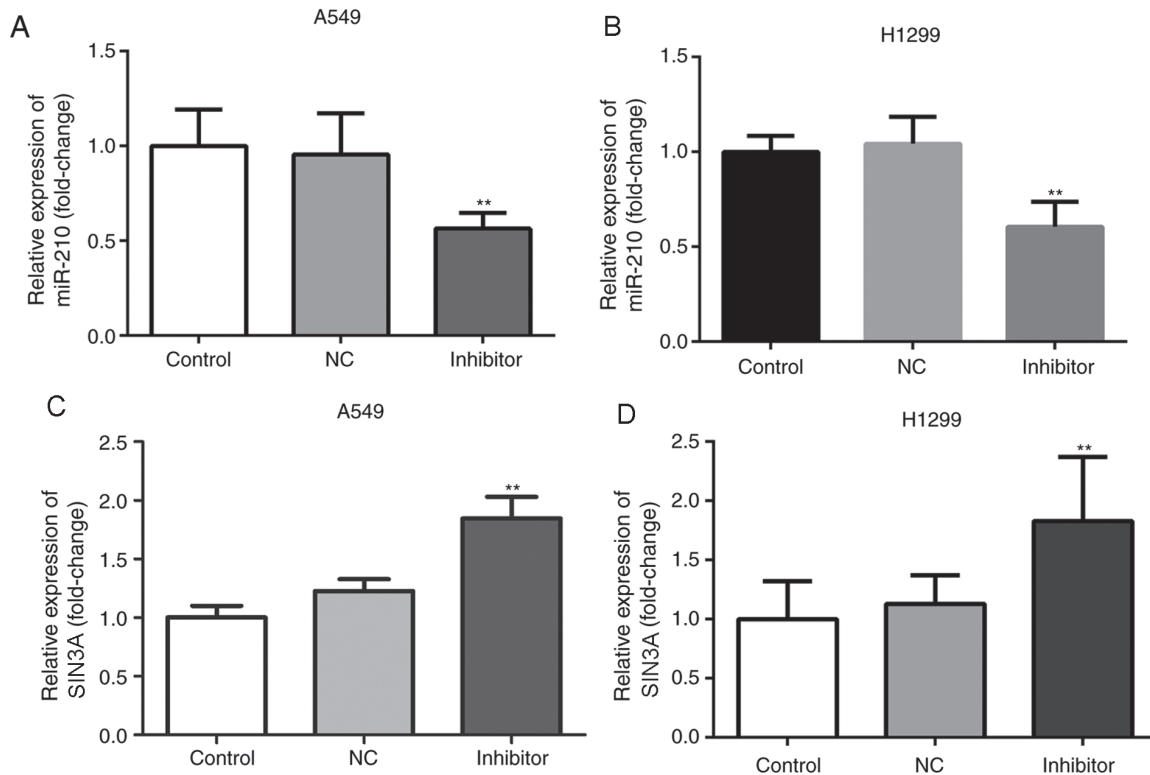 A
A549
Relative expression of
miR-210 (fold-change)
1.5
1.0
0.5
0.0
**
Control
NC
Inhibitor
B
H1299
Relative expression of
miR-210 (fold-change)
1.5
1.0
0.5
0.0
**
Control
NC
Inhibitor
C
A549
Relative expression of
SIN3A (fold-change)
2.5
2.0
1.5
1.0
0.5
0.0
**
Control
NC
Inhibitor
D
H1299
Relative expression of
SIN3A (fold-change)
2.5
2.0
1.5
1.0
0.5
0.0
**
Control
NC
Inhibitor